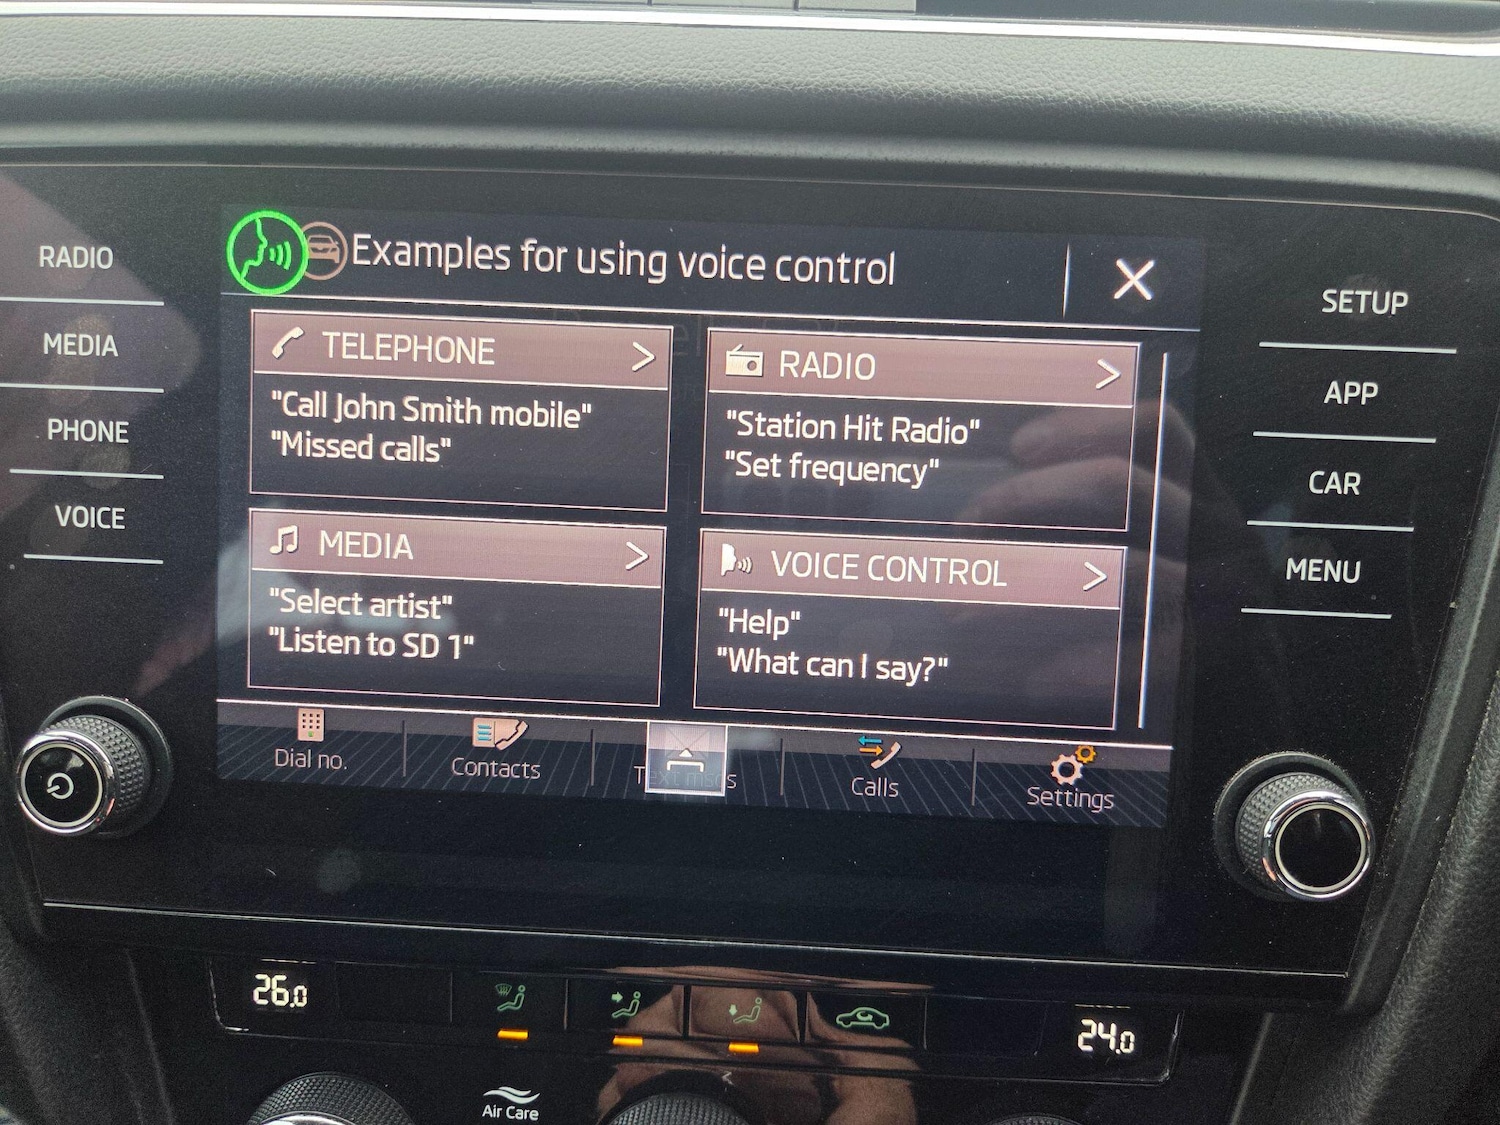 Examples for using voice control
RADIO
MEDIA
PHONE
VOICE
TELEPHONE
"Call John Smith mobile"
"Missed calls"
RADIO
"Station Hit Radio"
"Set frequency"
MEDIA
"Select artist"
"Listen to SD 1"
VOICE CONTROL
"Help"
"What can I say?"
SETUP
APP
CAR
MENU
Dial no.
Contacts
Calls
Settings
26.0
24.0
Air Care